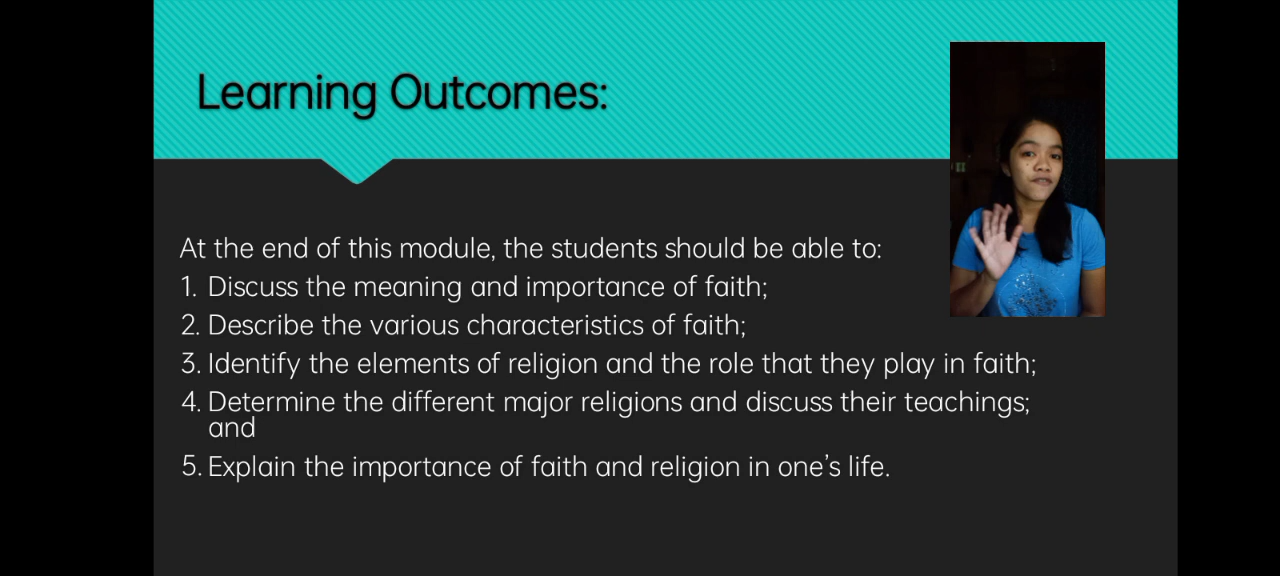 Learning Outcomes:
At the end of this module, the students should be able to:
1. Discuss the meaning and importance of faith;
2. Describe the various characteristics of faith;
3. Identify the elements of religion and the role that they play in faith;
4. Determine the different major religions and discuss their teachings;
and
5. Explain the importance of faith and religion in one’s life.